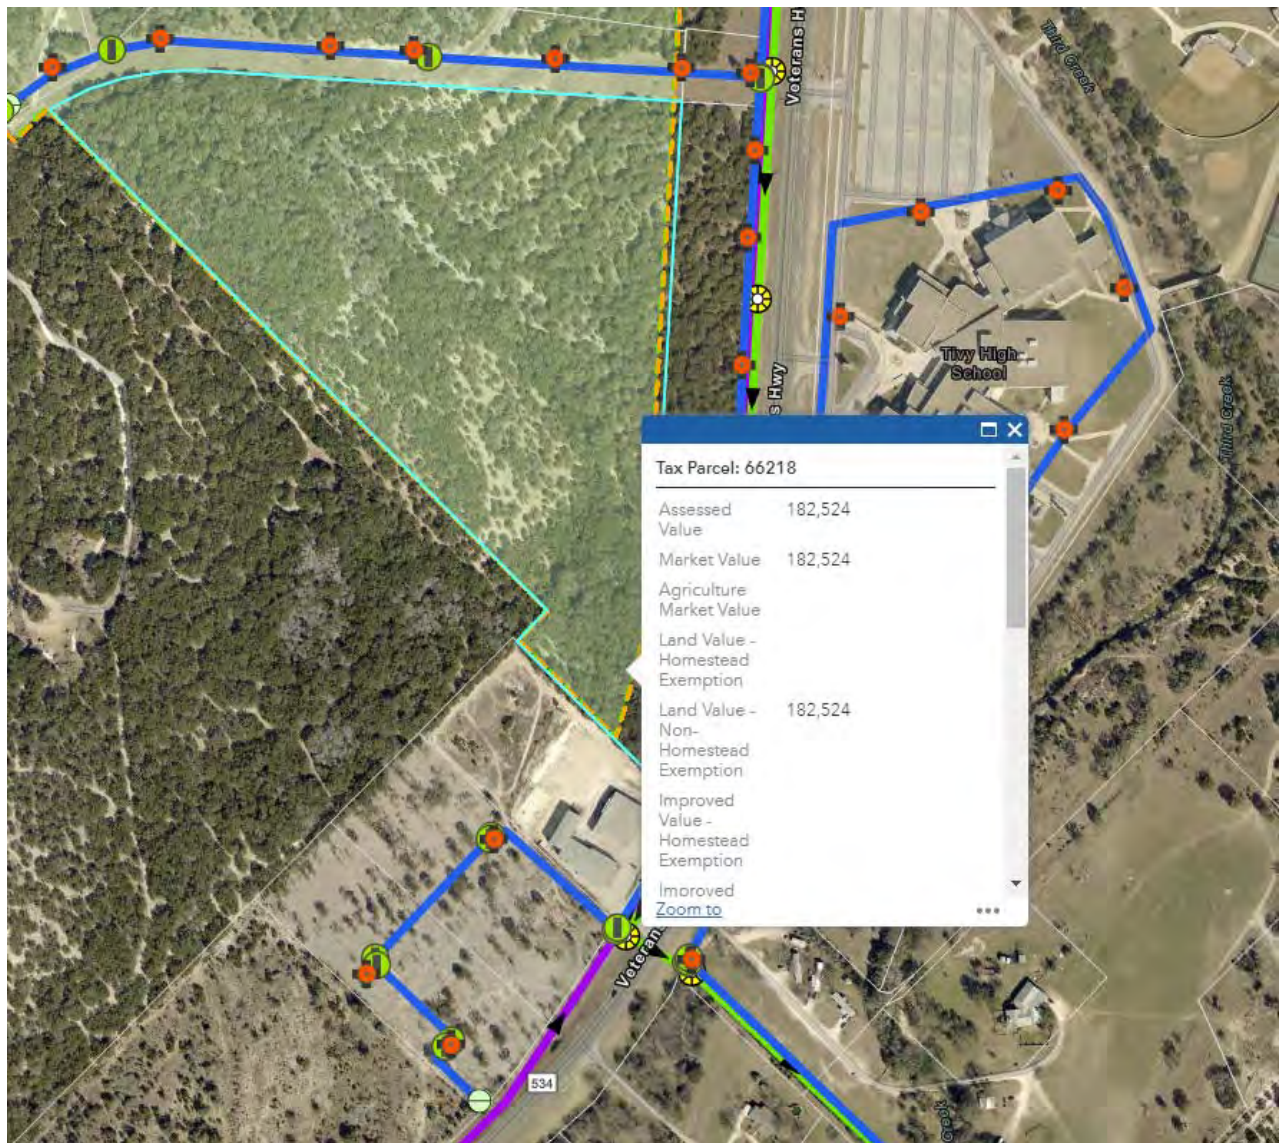 Third Creek
Veterans H
Tivy High
School
s Hwy
Third Creek
Tax Parcel: 66218
Assessed
Value
182,524
Market Value
182,524
Agriculture
Market Value
Land Value -
Homestead
Exemption
Land Value -
Non-
Homestead
Exemption
182,524
Improved
Value -
Homestead
Exemption
Improved
Zoom to
Veterans
534